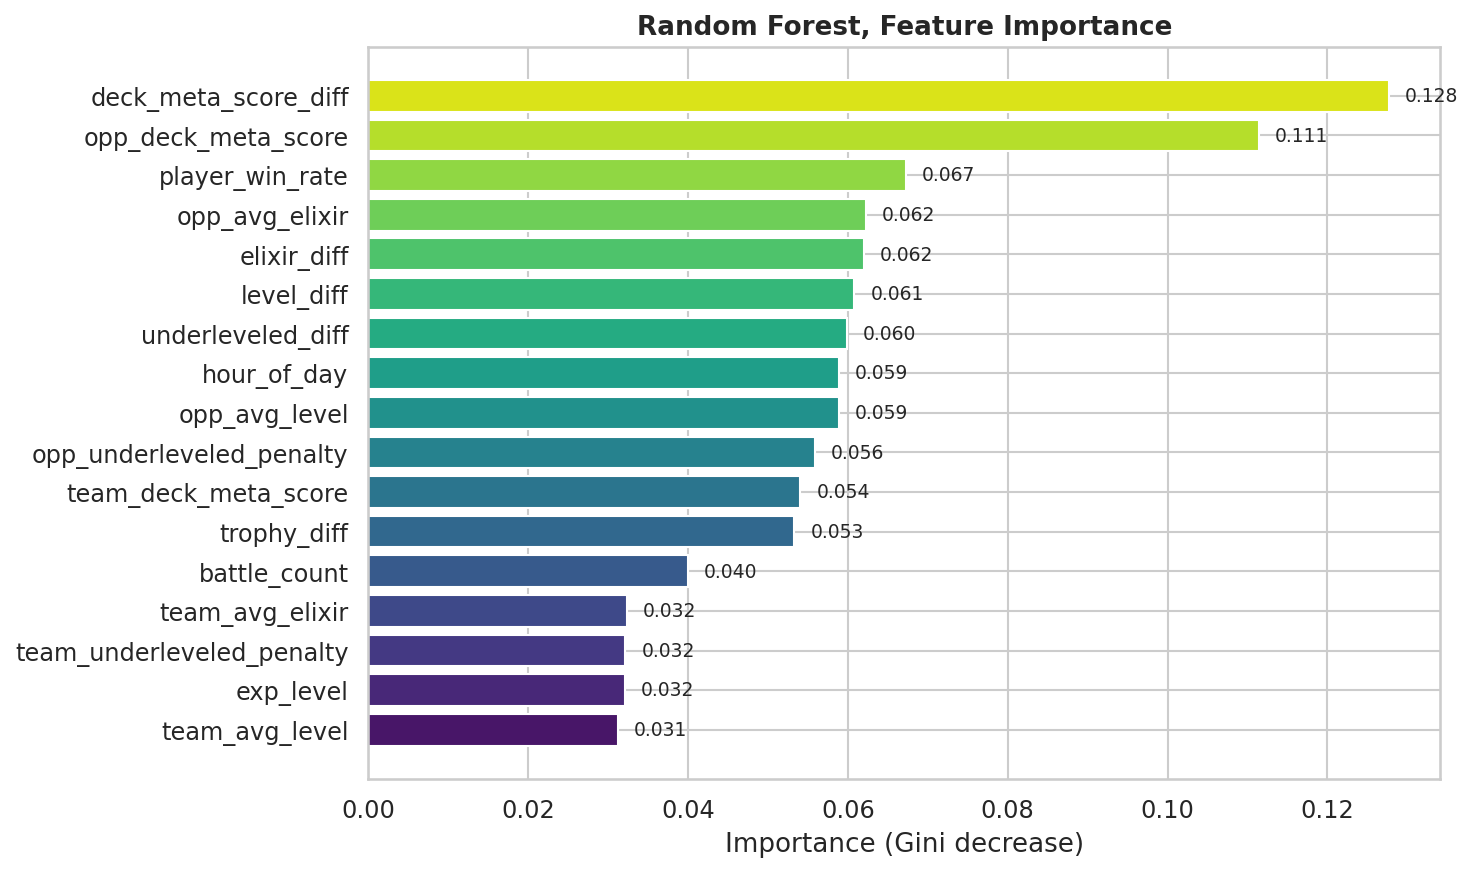 Random Forest, Feature Importance
deck_meta_score_diff 0.128
opp_deck_meta_score 0.111
player_win_rate 0.067
opp_avg_elixir 0.062
elixir_diff 0.062
level_diff 0.061
underleveled_diff 0.060
hour_of_day 0.059
opp_avg_level 0.059
opp_underleveled_penalty 0.056
team_deck_meta_score 0.054
trophy_diff 0.053
battle_count 0.040
team_avg_elixir 0.032
team_underleveled_penalty 0.032
exp_level 0.032
team_avg_level 0.031
0.00 0.02 0.04 0.06 0.08 0.10 0.12
Importance (Gini decrease)